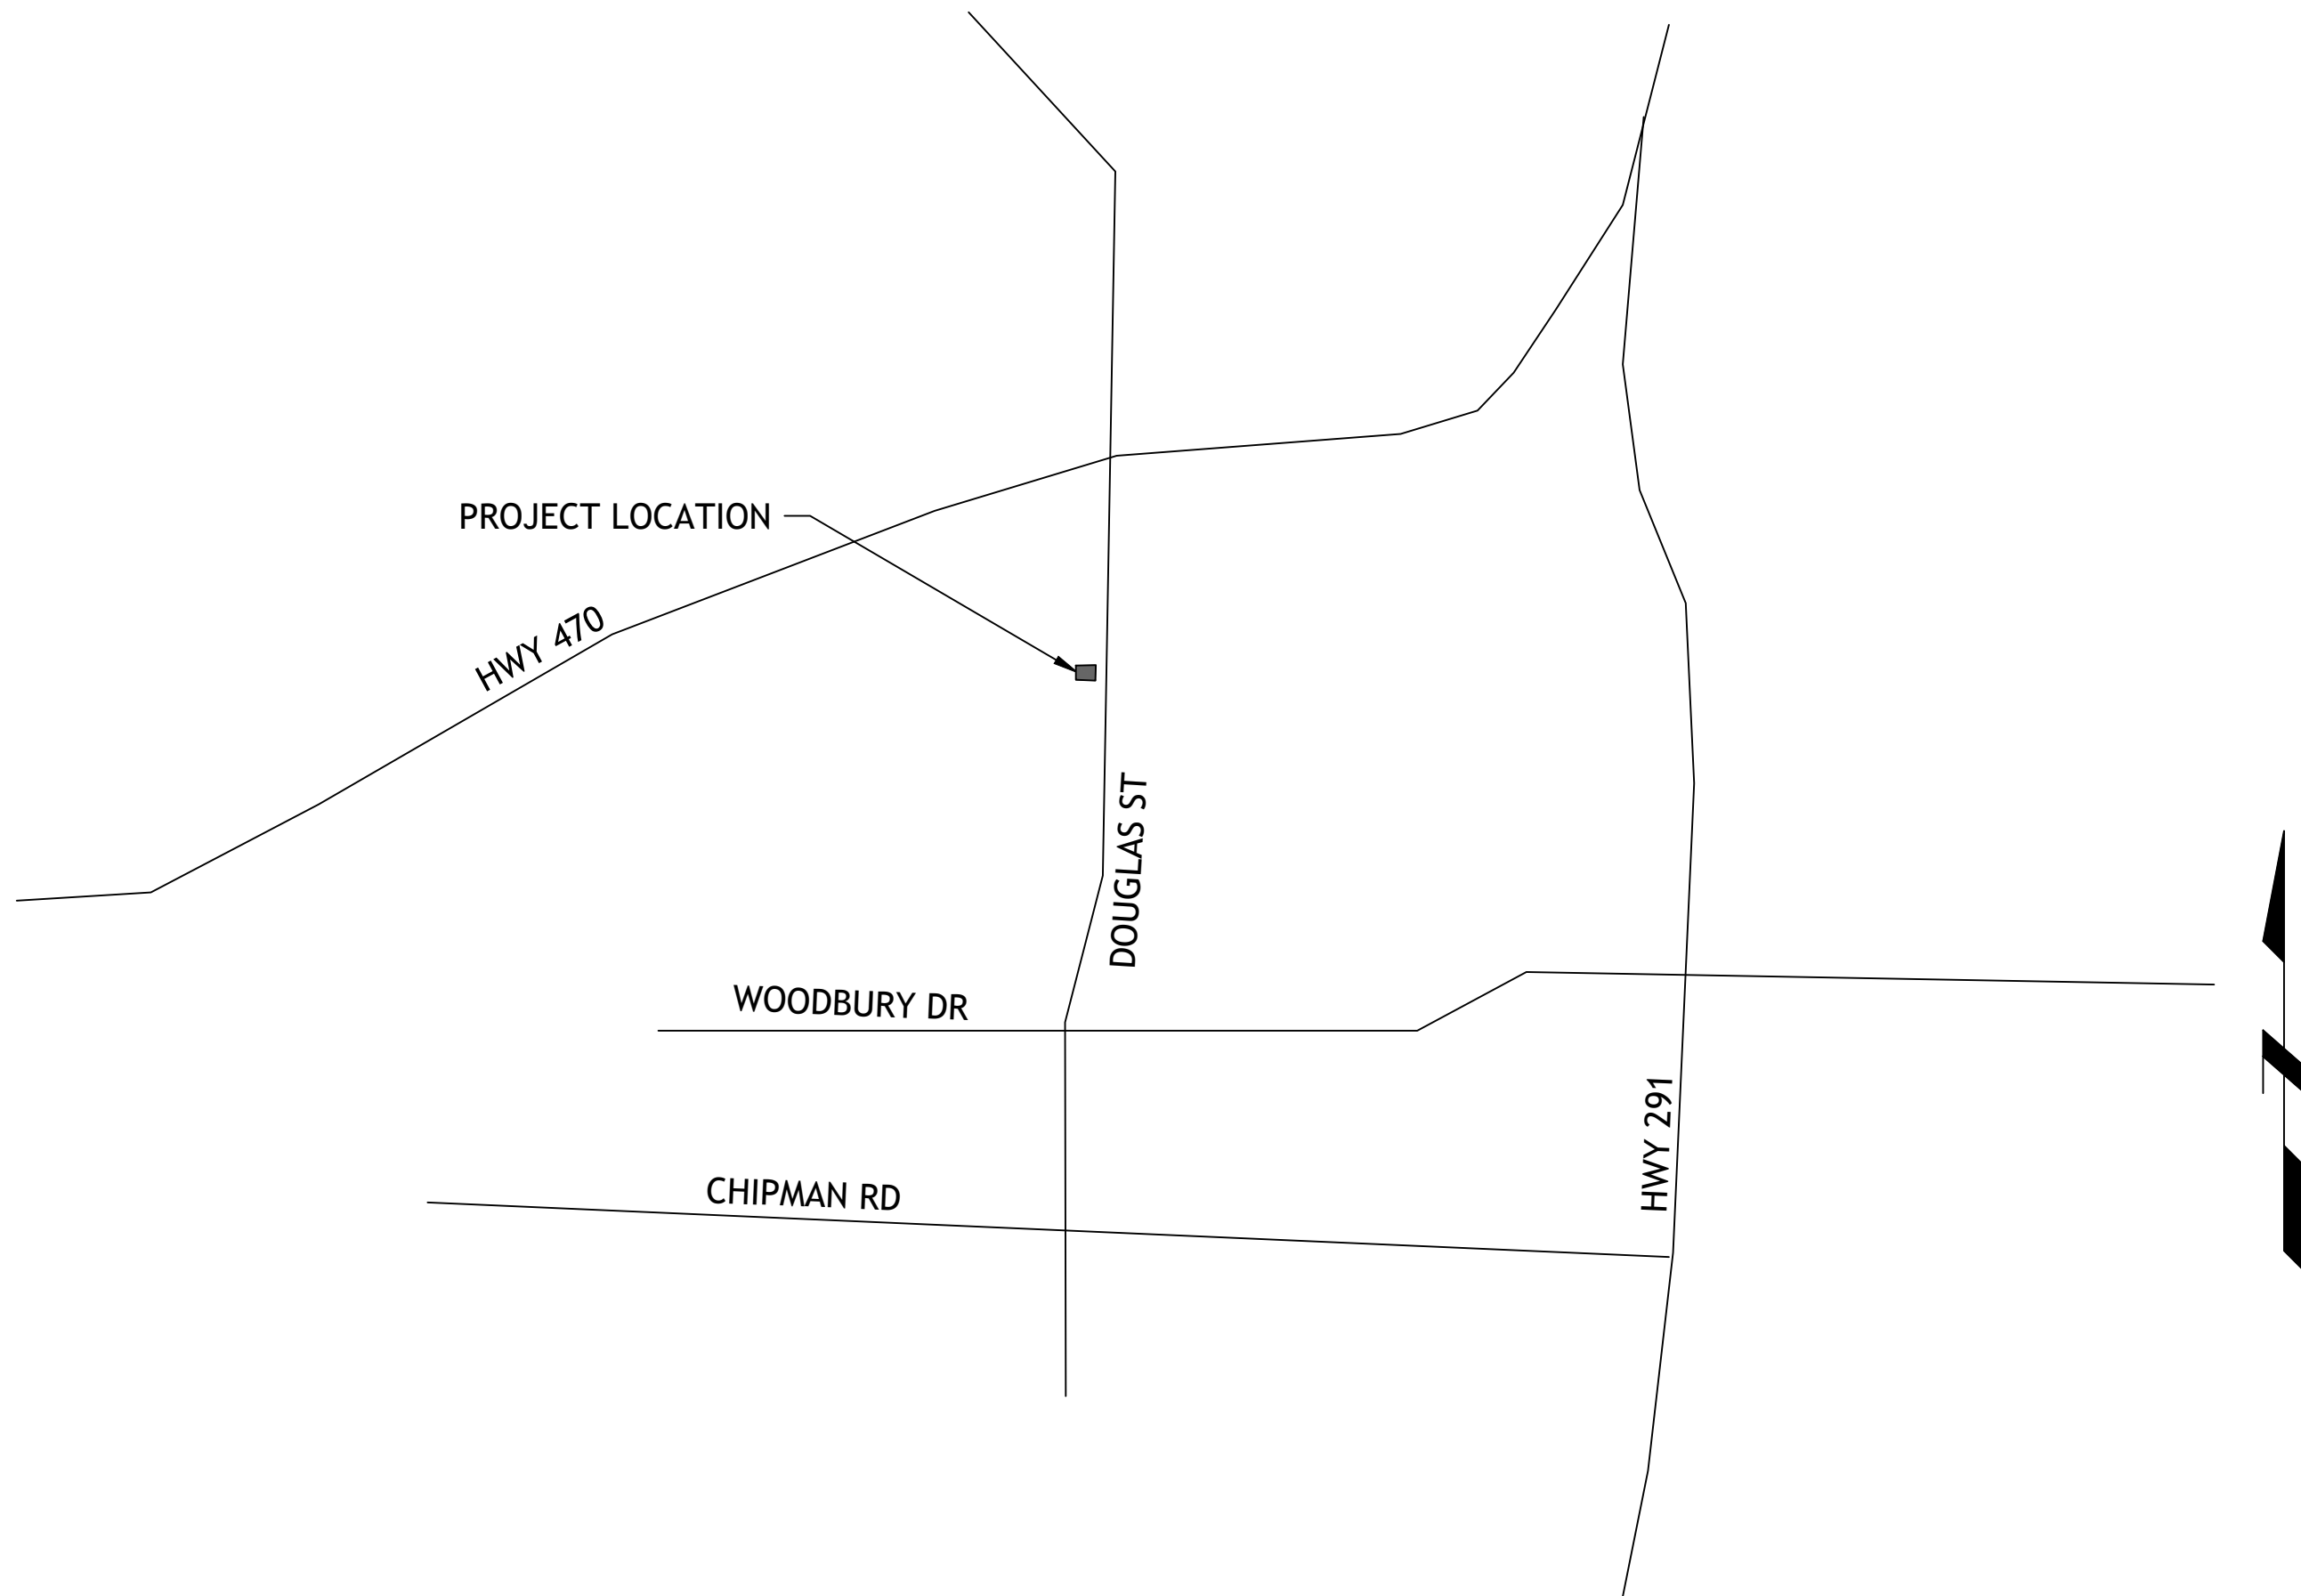 PROJECT LOCATION
HWY 470
DOUGLAS ST
WOODBURY DR
HWY 291
CHIPMAN RD